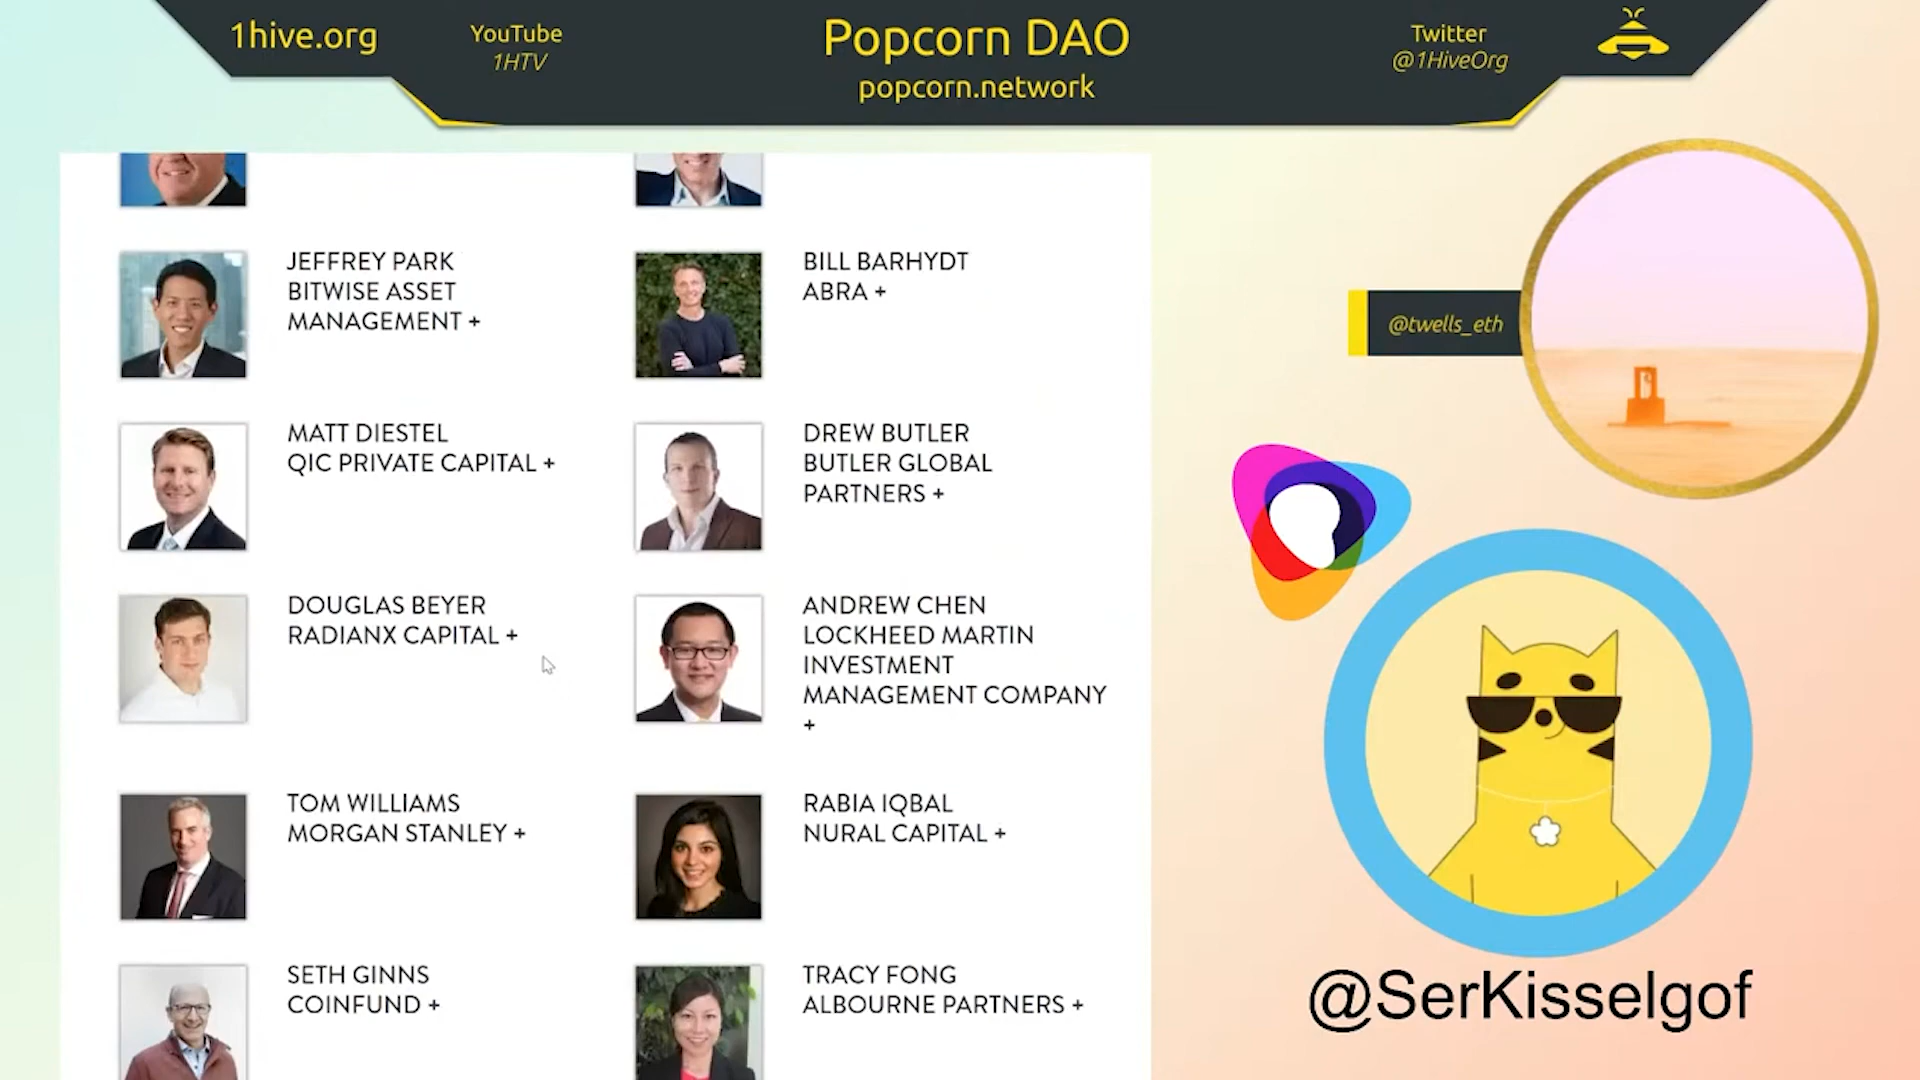 1hive.org
YouTube
1HTV
Popcorn DAO
popcorn.network
Twitter
@1HiveOrg
JEFFREY PARK
BITWISE ASSET
MANAGEMENT +
BILL BARHYDT
ABRA +
@twells_eth
MATT DIESTEL
QIC PRIVATE CAPITAL +
DREW BUTLER
BUTLER GLOBAL
PARTNERS +
DOUGLAS BEYER
RADIANX CAPITAL +
ANDREW CHEN
LOCKHEED MARTIN
INVESTMENT
MANAGEMENT COMPANY
+
TOM WILLIAMS
MORGAN STANLEY +
RABIA IQBAL
NURAL CAPITAL +
SETH GINNS
COINFUND +
TRACY FONG
ALBOURNE PARTNERS +
@SerKisselgof